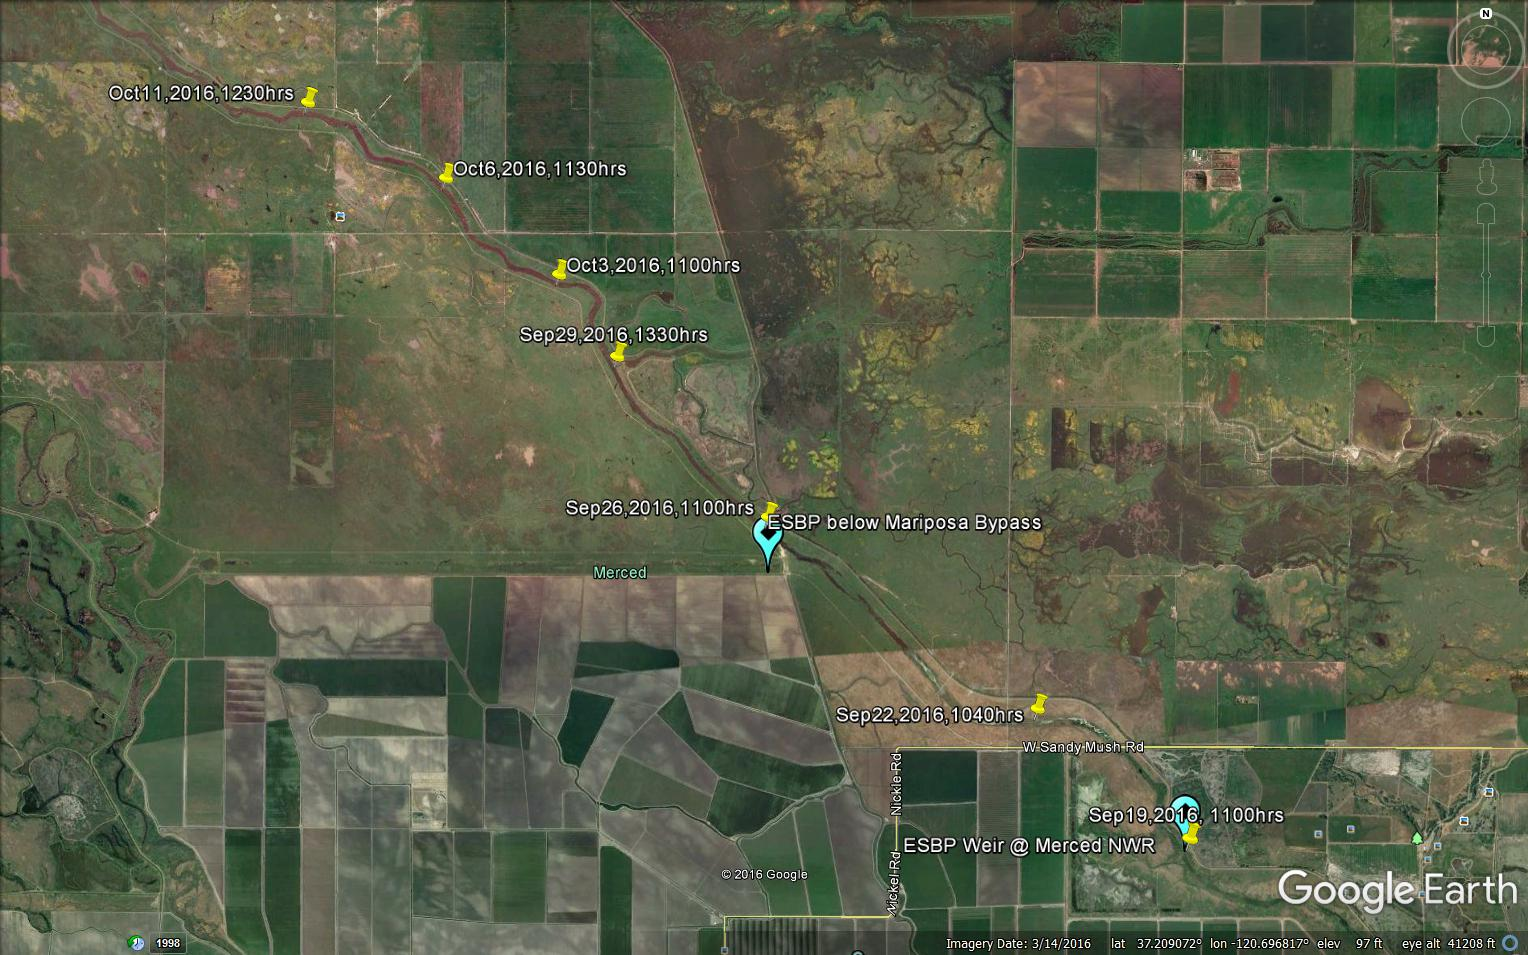 N
Oct11,2016,1230hrs
Oct6,2016,1130hrs
Oct3,2016,1100hrs
Sep29,2016,1330hrs
Sep26,2016,1100hrs
ESBP below Mariposa Bypass
Merced
Sep22,2016,1040hrs
W Sandy Mush Rd
Nickle Rd
Sep19,2016, 1100hrs
ESBP Weir @ Merced NWR
Nickel Rd
© 2016 Google
Google Earth
1998
Imagery Date: 3/14/2016 lat 37.209072° lon -120.696817° elev 97 ft eye alt 41208 ft